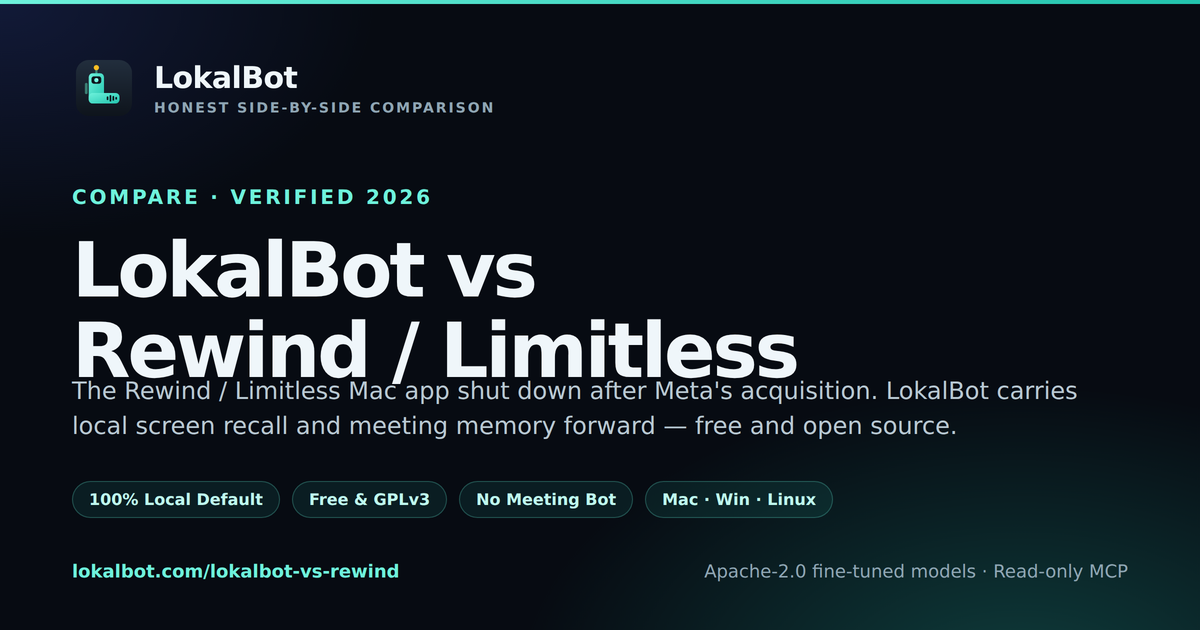 LokalBot
HONEST SIDE-BY-SIDE COMPARISON
COMPARE · VERIFIED 2026
LokalBot vs
Rewind / Limitless
The Rewind / Limitless Mac app shut down after Meta's acquisition. LokalBot carries
local screen recall and meeting memory forward — free and open source.
100% Local Default
Free & GPLv3
No Meeting Bot
Mac · Win · Linux
lokalbot.com/lokalbot-vs-rewind
Apache-2.0 fine-tuned models · Read-only MCP